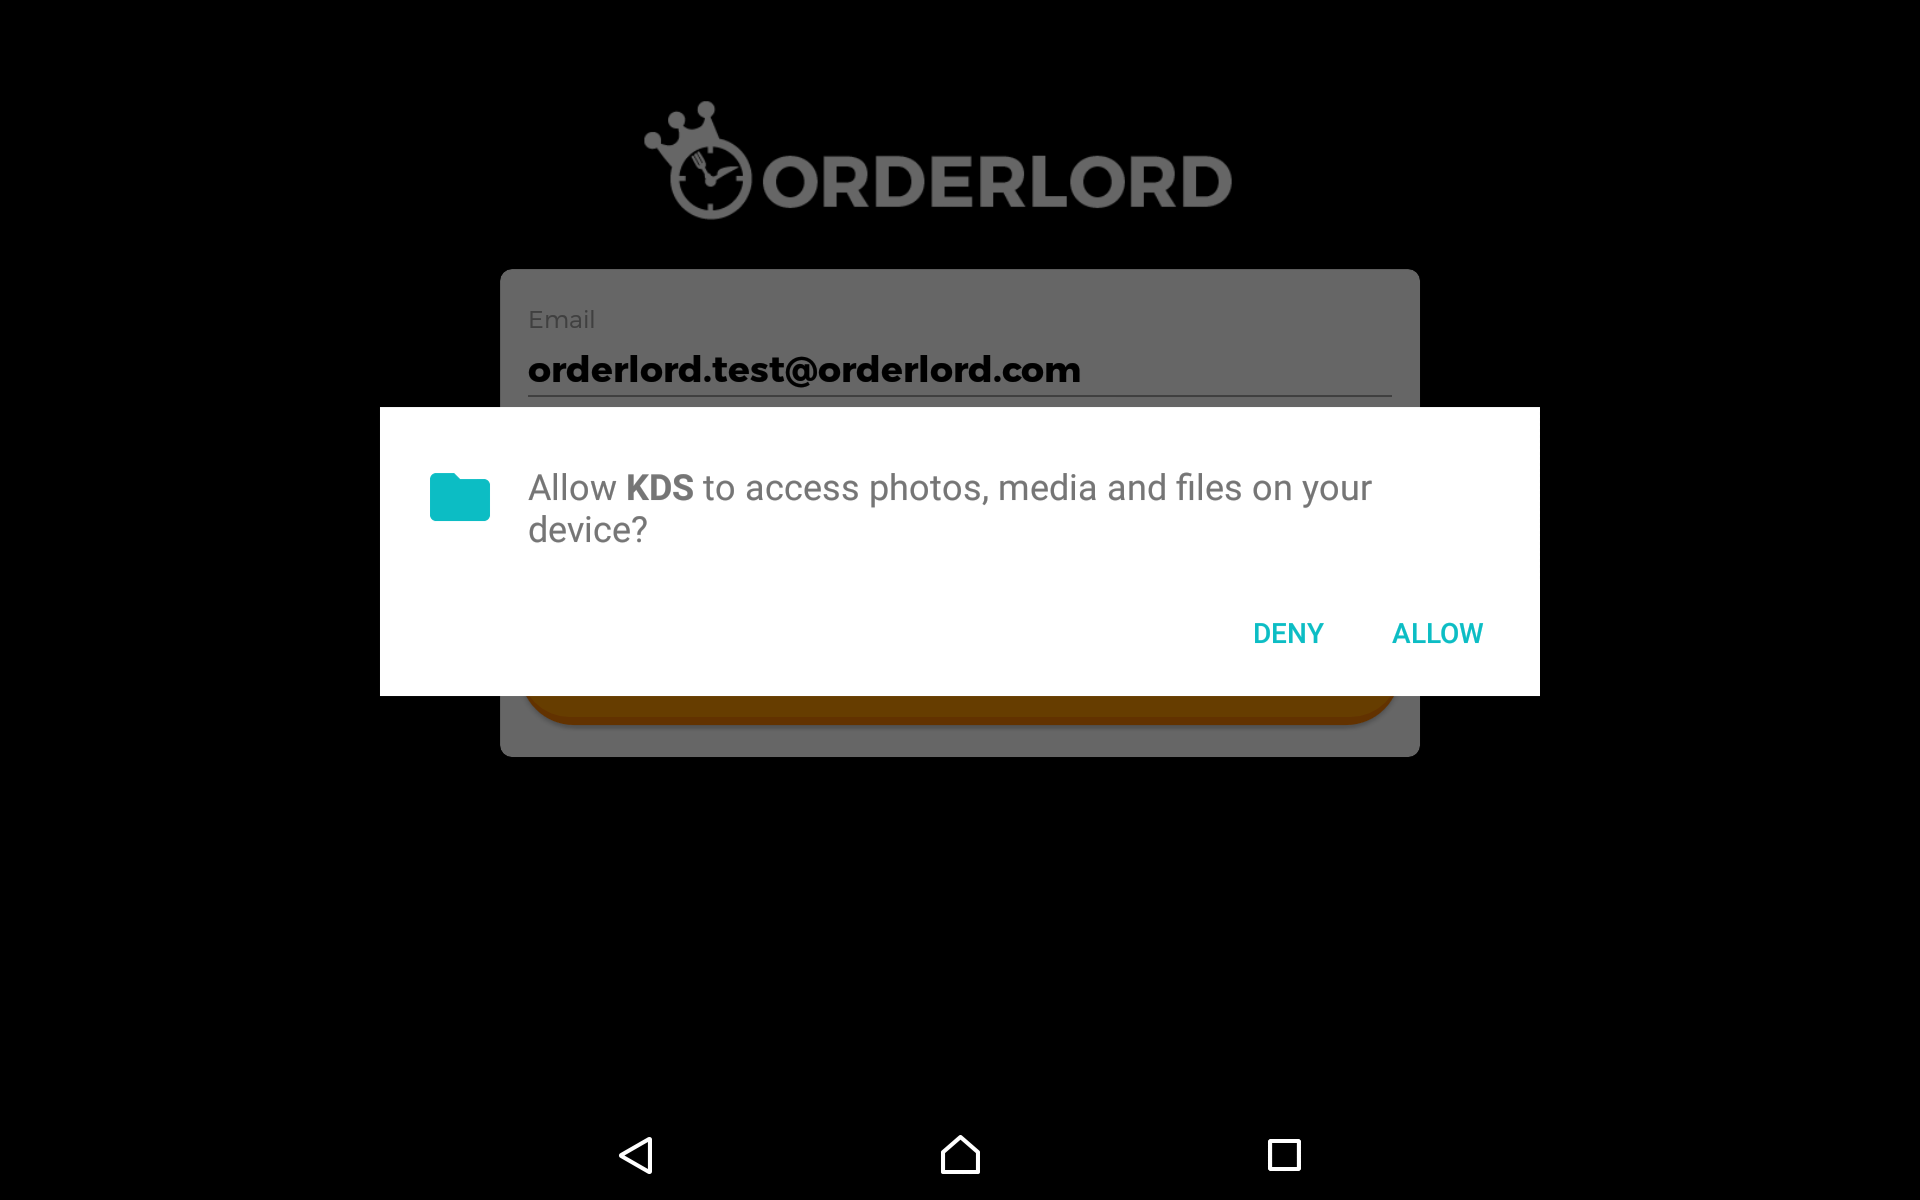 ORDERLORD
Email
orderlord.test@orderlord.com
Allow KDS to access photos, media and files on your
device?
DENY ALLOW